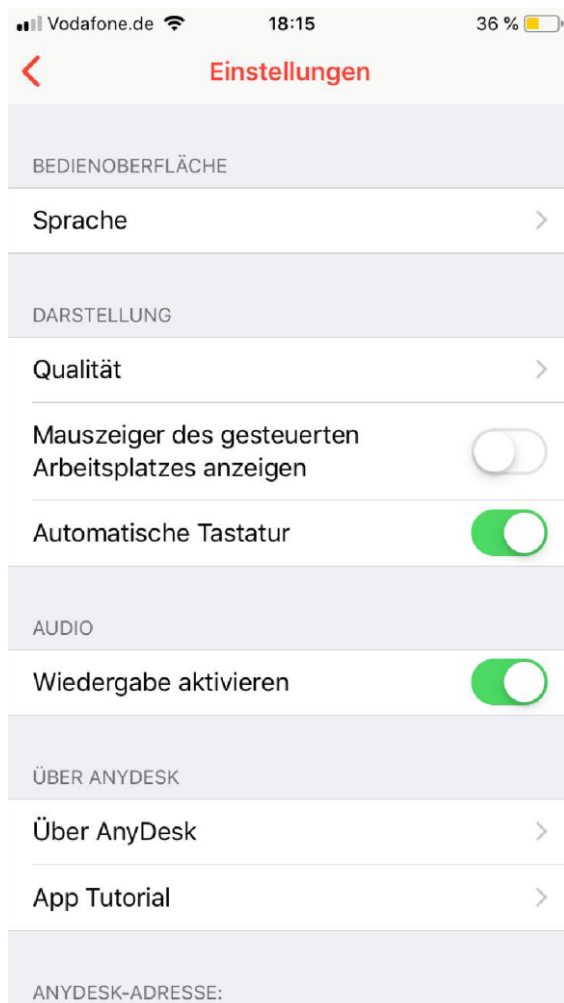 Vodafone.de 18:15 36 %
Einstellungen
BEDIENOBERFLÄCHE
Sprache
DARSTELLUNG
Qualität
Mauszeiger des gesteuerten
Arbeitsplatzes anzeigen
Automatische Tastatur
AUDIO
Wiedergabe aktivieren
ÜBER ANYDESK
Über AnyDesk
App Tutorial
ANYDESK-ADRESSE: